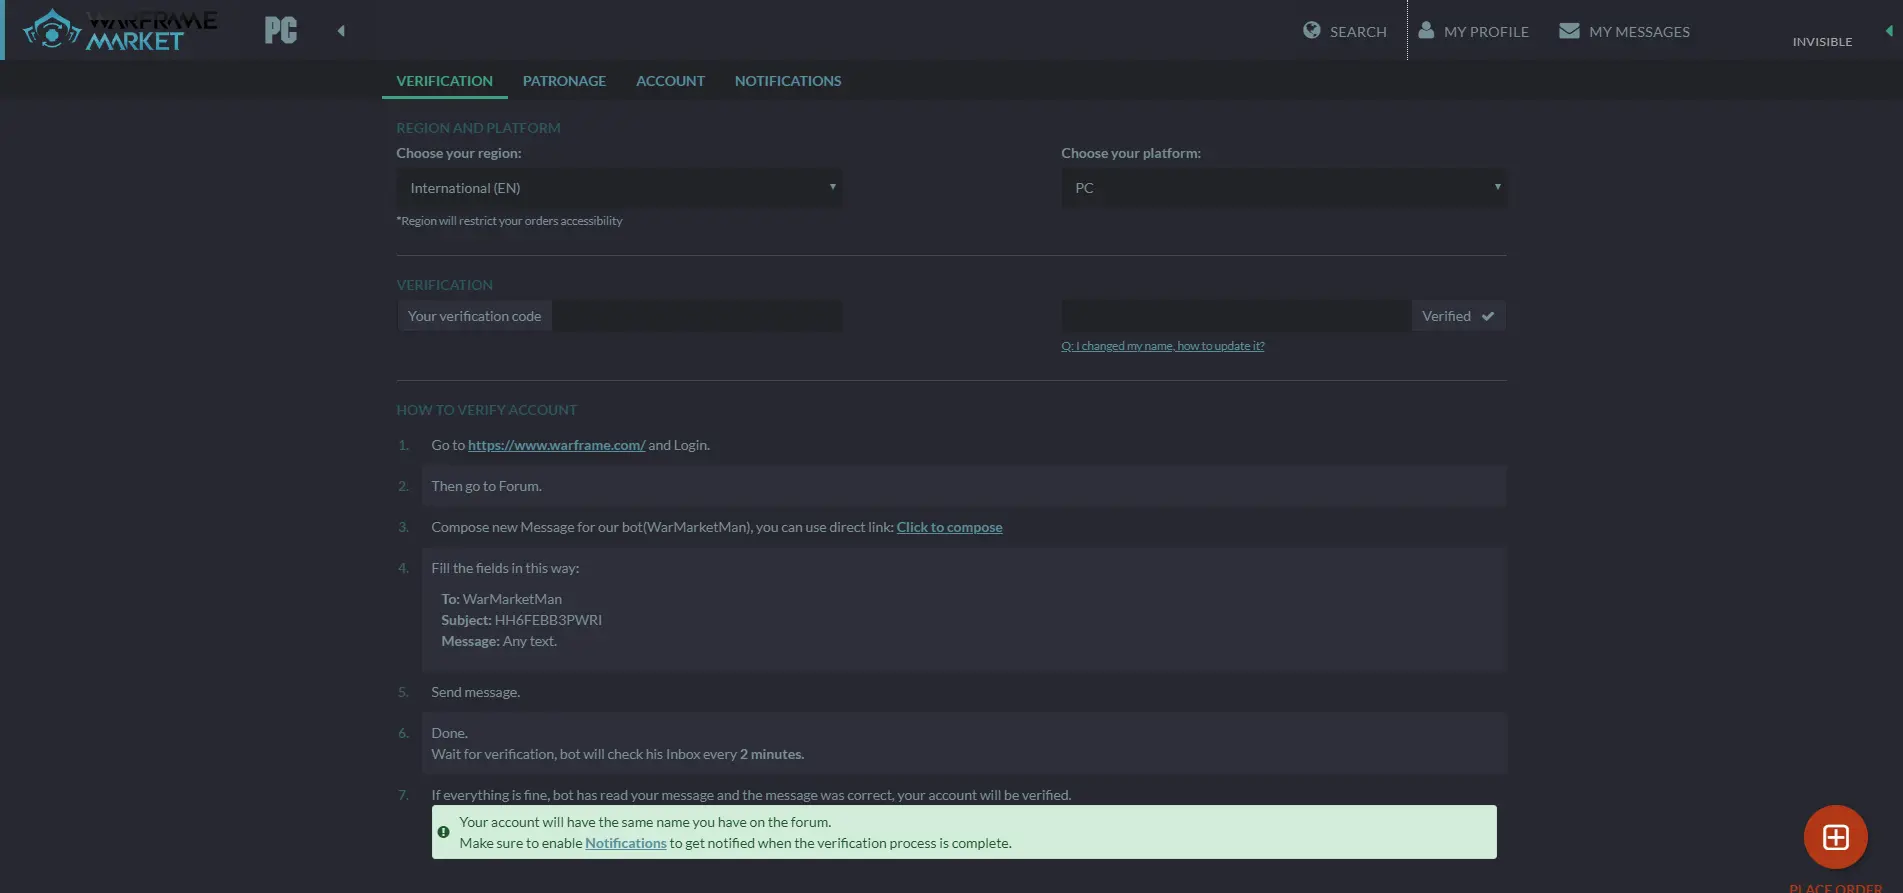 WARFRAME
MARKET
PC
SEARCH
MY PROFILE
MY MESSAGES
INVISIBLE
VERIFICATION
PATRONAGE
ACCOUNT
NOTIFICATIONS
REGION AND PLATFORM
Choose your region:
Choose your platform:
International (EN)
PC
*Region will restrict your orders accessibility
VERIFICATION
Your verification code
Verified
Q: I changed my name, how to update it?
HOW TO VERIFY ACCOUNT
1. Go to https://www.warframe.com/ and Login.
2. Then go to Forum.
3. Compose new Message for our bot(WarMarketMan), you can use direct link: Click to compose
4. Fill the fields in this way:
To: WarMarketMan
Subject: HH6FEBB3PWRI
Message: Any text.
5. Send message.
6. Done.
Wait for verification, bot will check his Inbox every 2 minutes.
7. If everything is fine, bot has read your message and the message was correct, your account will be verified.
Your account will have the same name you have on the forum.
Make sure to enable Notifications to get notified when the verification process is complete.
PLACE ORDER